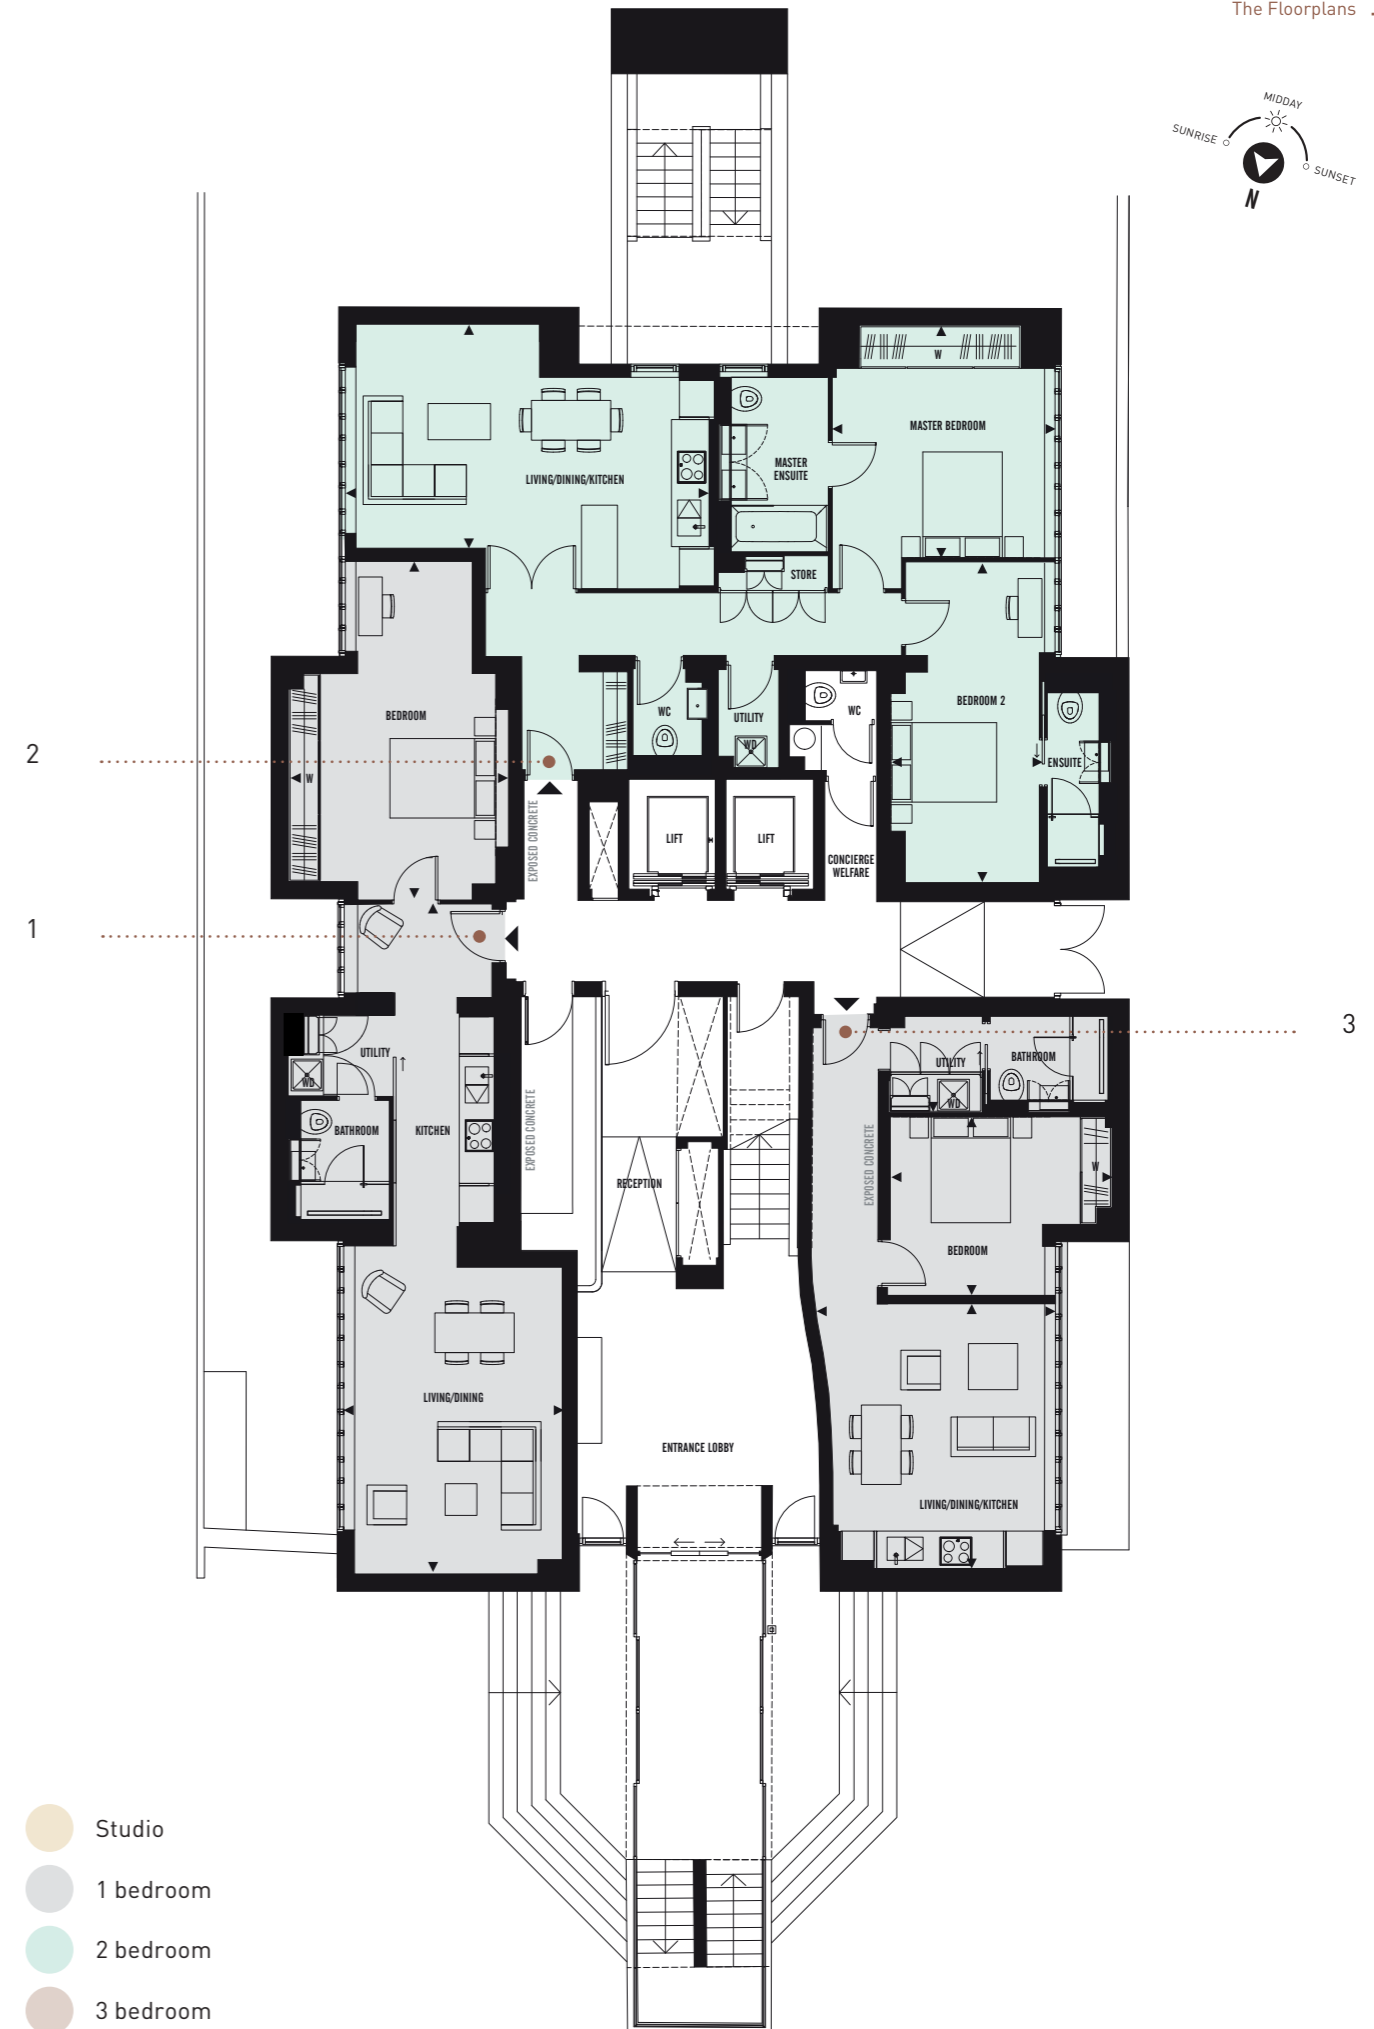 The Floorplans .
MIDDAY
SUNRISE
SUNSET
N
W
MASTER BEDROOM
MASTER
ENSUITE
LIVING/DINING/KITCHEN
STORE
BEDROOM
BEDROOM 2
WC
UTILITY
WC
WD
ENSUITE
2
W
EXPOSED CONCRETE
LIFT
LIFT
CONCIERGE
WELFARE
1
3
UTILITY
WD
BATHROOM
KITCHEN
EXPOSED CONCRETE
RECEPTION
EXPOSED CONCRETE
UTILITY
WD
BATHROOM
W
BEDROOM
LIVING/DINING
ENTRANCE LOBBY
LIVING/DINING/KITCHEN
Studio
1 bedroom
2 bedroom
3 bedroom